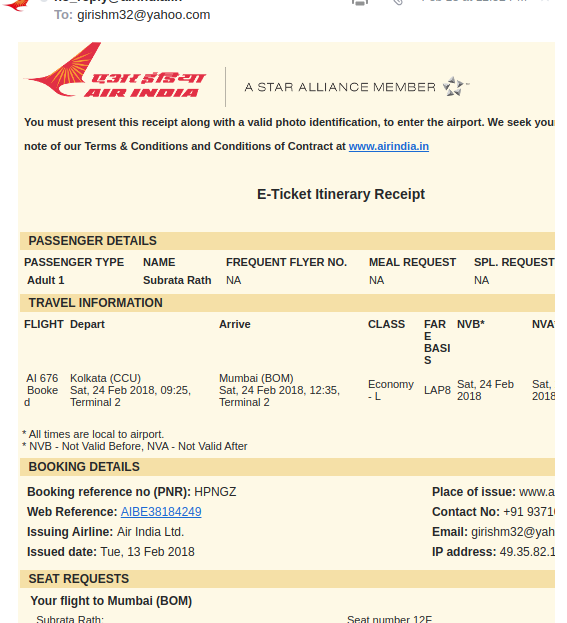 To: girishm32@yahoo.com
एअर इंडिया
AIR INDIA
A STAR ALLIANCE MEMBER
You must present this receipt along with a valid photo identification, to enter the airport. We seek
note of our Terms & Conditions and Conditions of Contract at www.airindia.in
E-Ticket Itinerary Receipt
PASSENGER DETAILS
PASSENGER TYPE NAME FREQUENT FLYER NO. MEAL REQUEST SPL. REQUEST
Adult 1 Subrata Rath NA NA NA
TRAVEL INFORMATION
FLIGHT Depart Arrive CLASS FAR NVB* NVA*
E
BASI
S
AI 676 Kolkata (CCU) Mumbai (BOM)
Booke Sat, 24 Feb 2018, 09:25, Sat, 24 Feb 2018, 12:35, Economy LAP8 Sat, 24 Feb Sat,
d Terminal 2 Terminal 2 - L 2018 2018
* All times are local to airport.
* NVB - Not Valid Before, NVA - Not Valid After
BOOKING DETAILS
Booking reference no (PNR): HPNGZ Place of issue: www.a
Web Reference: AIBE38184249 Contact No: +91 9371
Issuing Airline: Air India Ltd. Email: girishm32@yah
Issued date: Tue, 13 Feb 2018 IP address: 49.35.82.1
SEAT REQUESTS
Your flight to Mumbai (BOM)
Subrata Rath: Seat number 12F